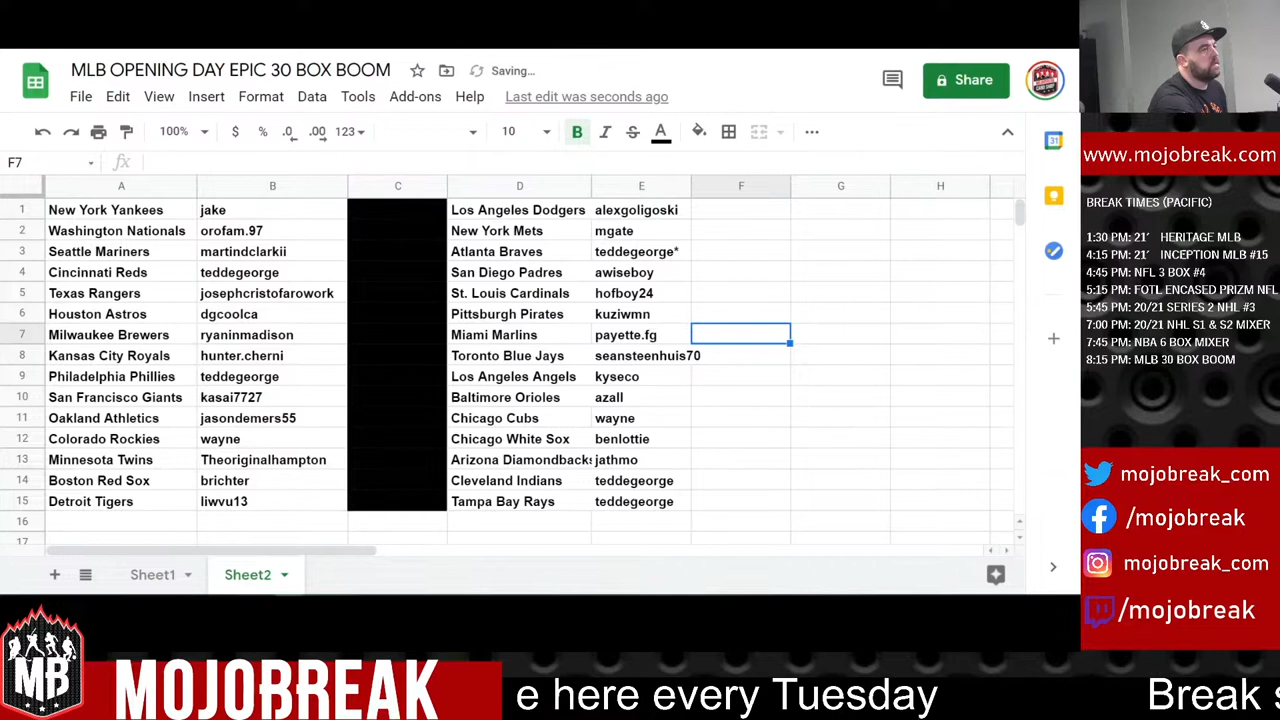 MLB OPENING DAY EPIC 30 BOX BOOM
Saving...
File Edit View Insert Format Data Tools Add-ons Help Last edit was seconds ago
Share
100% $ % .0 .00 123 10 B I S A
F7 fx
A B C D E F G H
1 New York Yankees jake Los Angeles Dodgers alexgoligoski
2 Washington Nationals orofam.97 New York Mets mgate
3 Seattle Mariners martindclarkii Atlanta Braves teddegeorge*
4 Cincinnati Reds teddegeorge San Diego Padres awiseboy
5 Texas Rangers josephcristofarowork St. Louis Cardinals hofboy24
6 Houston Astros dgcoolca Pittsburgh Pirates kuziwmn
7 Milwaukee Brewers ryaninmadison Miami Marlins payette.fg
8 Kansas City Royals hunter.cherni Toronto Blue Jays seansteenhuis70
9 Philadelphia Phillies teddegeorge Los Angeles Angels kyseco
10 San Francisco Giants kasai7727 Baltimore Orioles azall
11 Oakland Athletics jasondemers55 Chicago Cubs wayne
12 Colorado Rockies wayne Chicago White Sox benlottie
13 Minnesota Twins Theoriginalhampton Arizona Diamondbacks jathmo
14 Boston Red Sox brichter Cleveland Indians teddegeorge
15 Detroit Tigers liwvu13 Tampa Bay Rays teddegeorge
16
17
Sheet1 Sheet2
www.mojobreak.com
BREAK TIMES (PACIFIC)
1:30 PM: 21´ HERITAGE MLB
4:15 PM: 21´ INCEPTION MLB #15
4:45 PM: NFL 3 BOX #4
5:15 PM: FOTL ENCASED PRIZM NFL
5:45 PM: 20/21 SERIES 2 NHL #3
7:00 PM: 20/21 NHL S1 & S2 MIXER
7:45 PM: NBA 6 BOX MIXER
8:15 PM: MLB 30 BOX BOOM
mojobreak_com
/mojobreak
mojobreak_com
/mojobreak
MB
MOJOBREAK
e here every Tuesday Break s